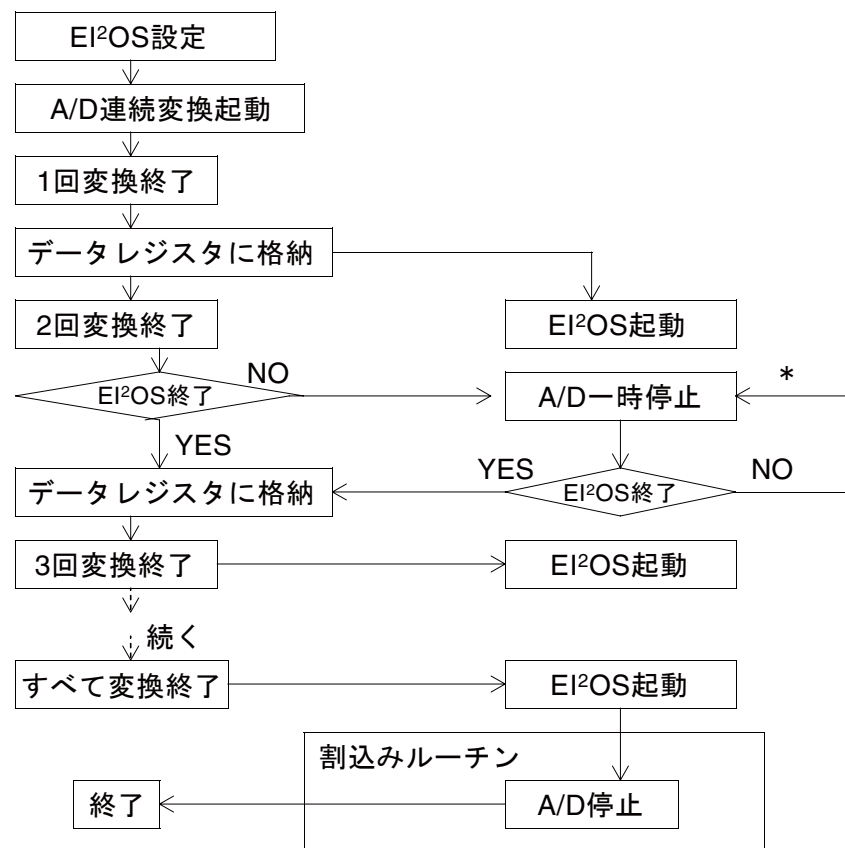 EI²OS設定
A/D連続変換起動
1回変換終了
データレジスタに格納
2回変換終了
EI²OS起動
EI²OS終了
NO
A/D一時停止
*
YES
データレジスタに格納
YES
EI²OS終了
NO
3回変換終了
EI²OS起動
続く
すべて変換終了
EI²OS起動
割込みルーチン
終了
A/D停止